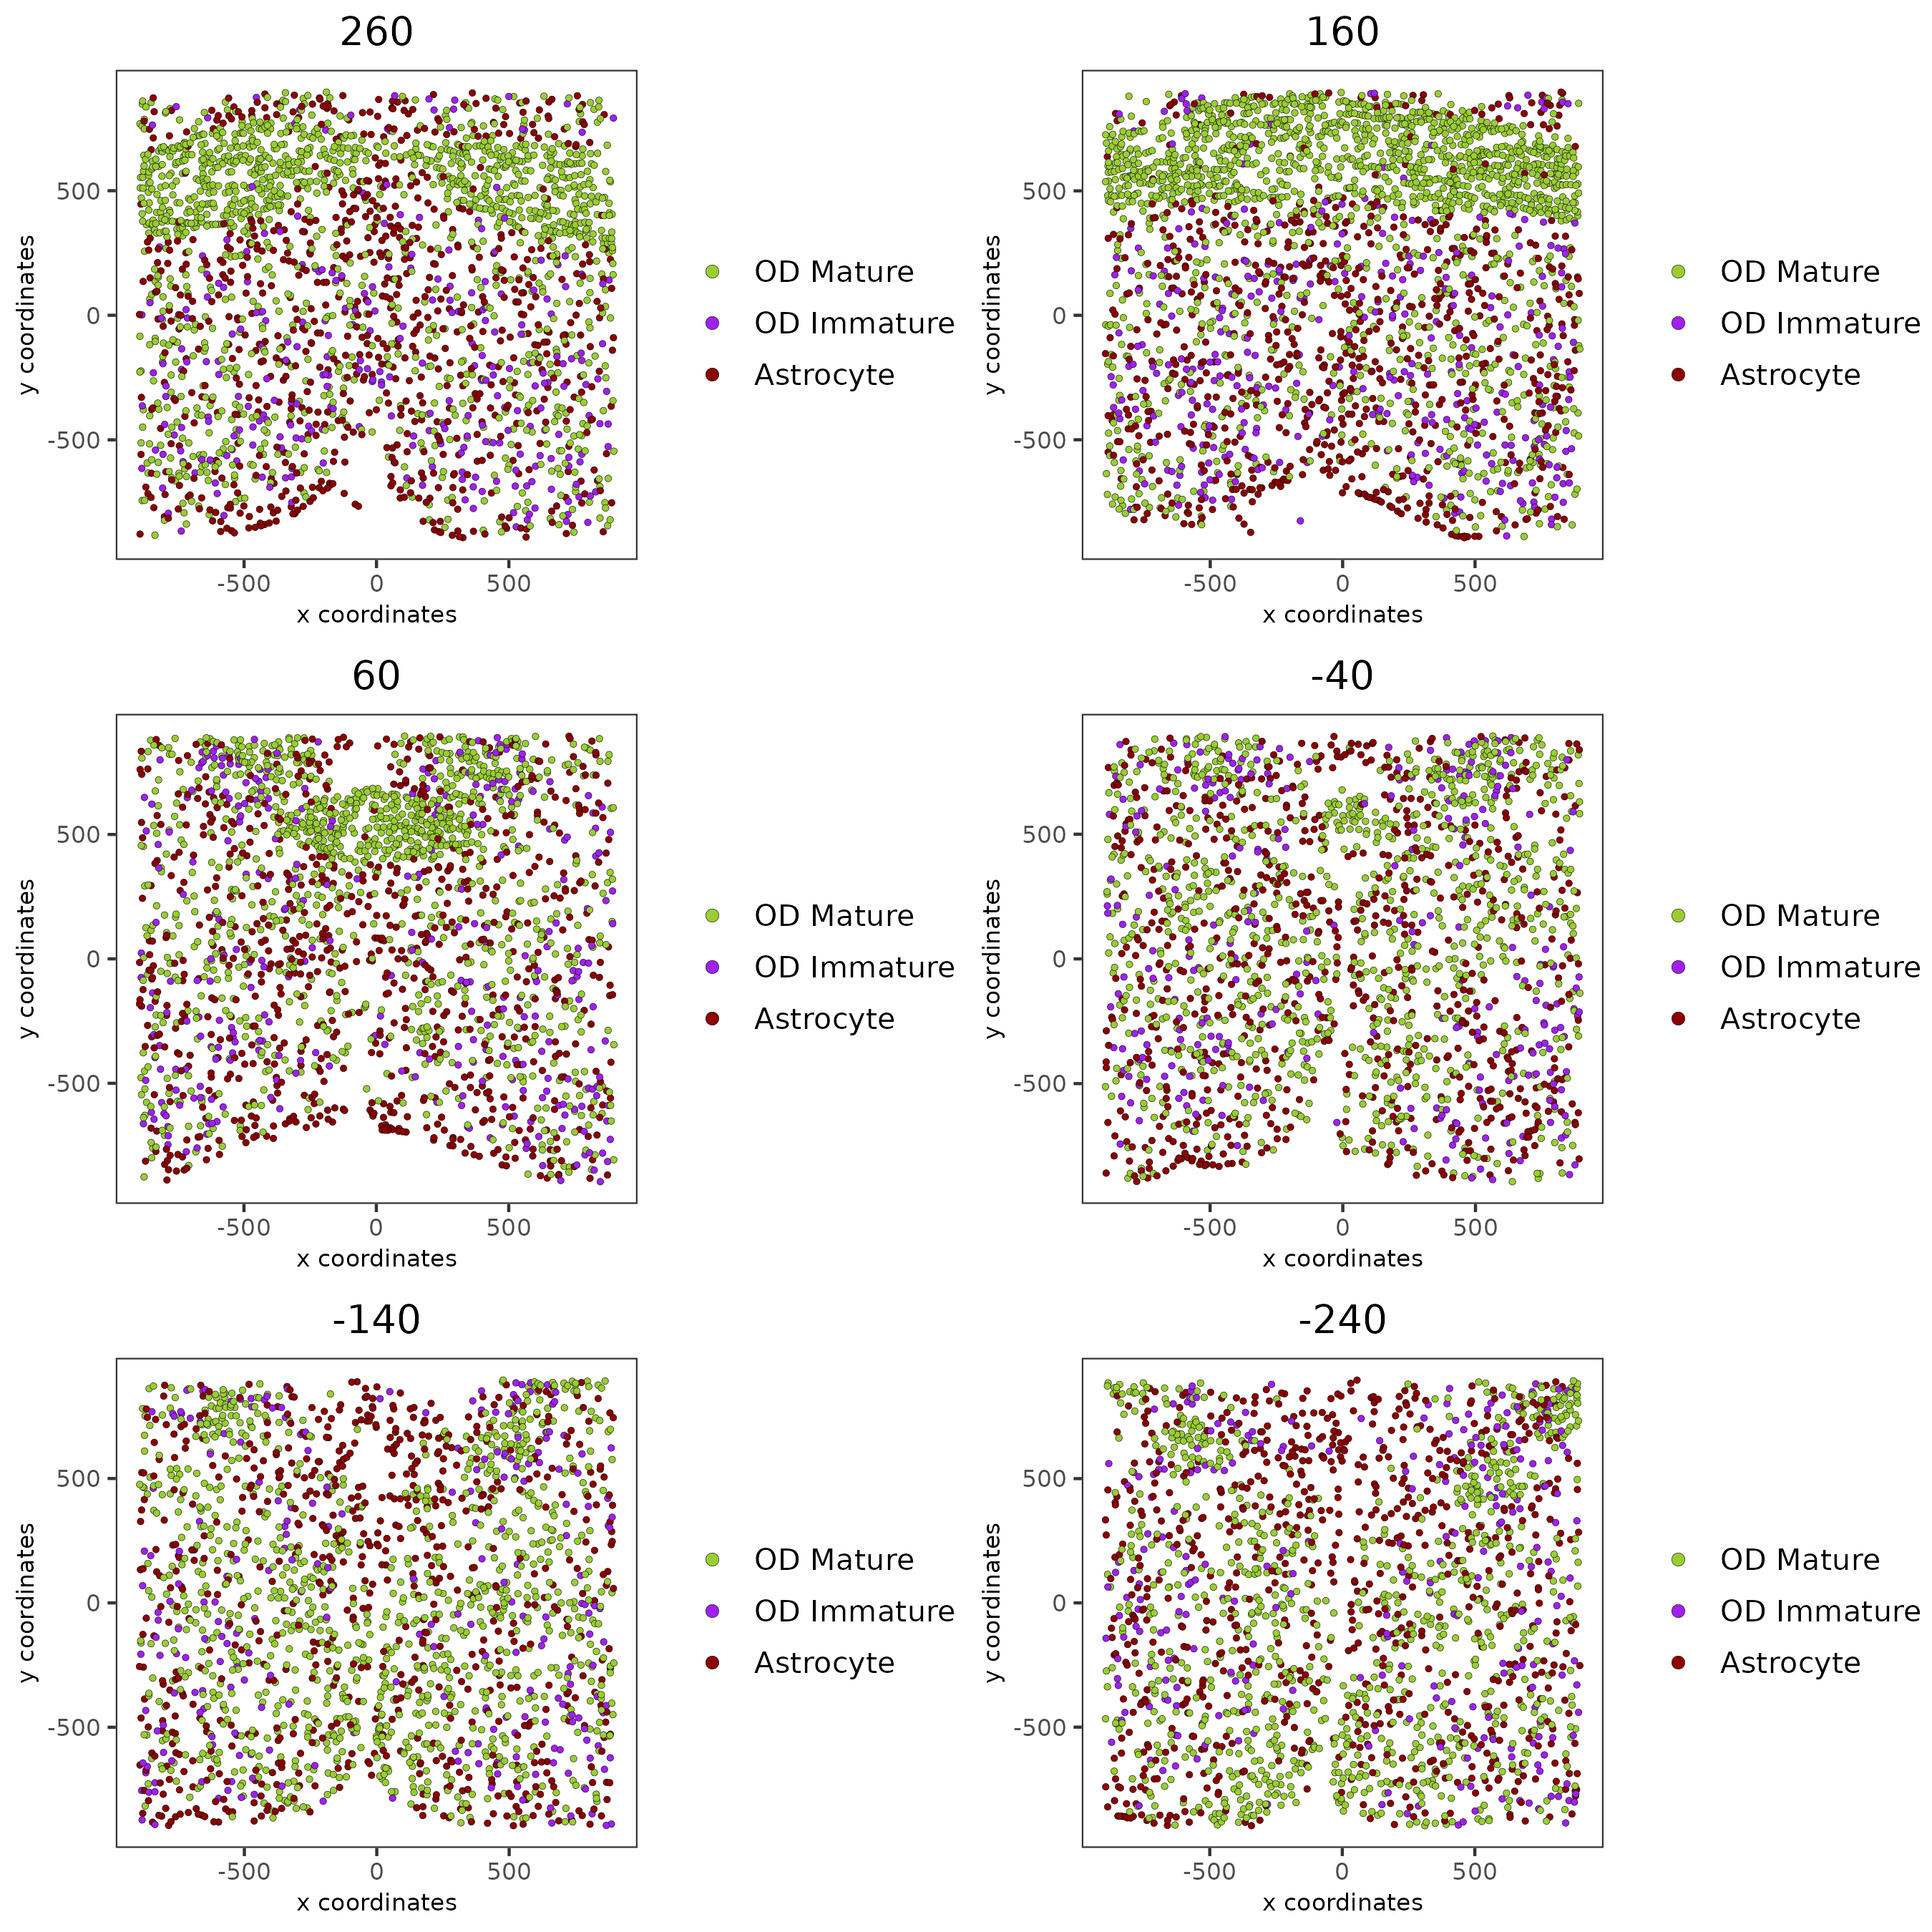 260
500
0
-500
-500 0 500
x coordinates
y coordinates
OD Mature
OD Immature
Astrocyte
160
500
0
-500
-500 0 500
x coordinates
y coordinates
OD Mature
OD Immature
Astrocyte
60
500
0
-500
-500 0 500
x coordinates
y coordinates
OD Mature
OD Immature
Astrocyte
-40
500
0
-500
-500 0 500
x coordinates
y coordinates
OD Mature
OD Immature
Astrocyte
-140
500
0
-500
-500 0 500
x coordinates
y coordinates
OD Mature
OD Immature
Astrocyte
-240
500
0
-500
-500 0 500
x coordinates
y coordinates
OD Mature
OD Immature
Astrocyte